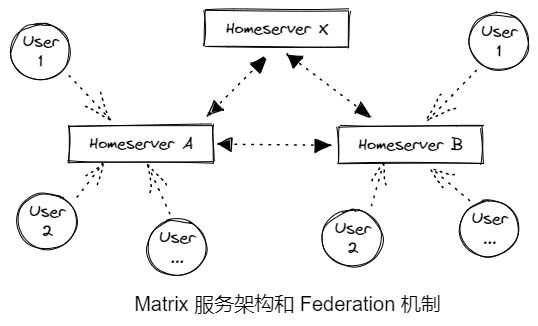 Homeserver X
User
1
User
1
Homeserver A
Homeserver B
User
2
User
...
User
2
User
...
Matrix 服务架构和 Federation 机制